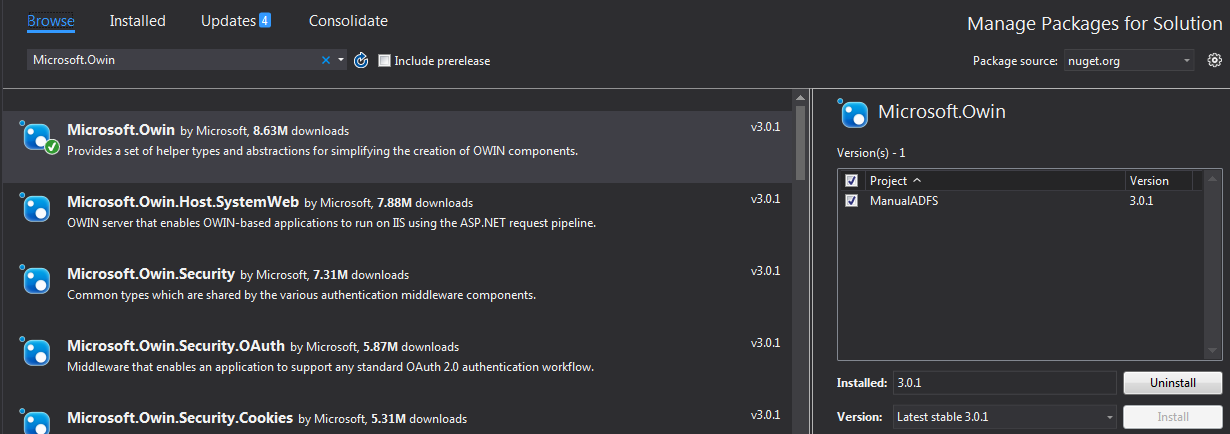 Browse Installed Updates 4 Consolidate Manage Packages for Solution
Microsoft.Owin Include prerelease Package source: nuget.org
Microsoft.Owin by Microsoft, 8.63M downloads v3.0.1
Provides a set of helper types and abstractions for simplifying the creation of OWIN components.
Microsoft.Owin.Host.SystemWeb by Microsoft, 7.88M downloads v3.0.1
OWIN server that enables OWIN-based applications to run on IIS using the ASP.NET request pipeline.
Microsoft.Owin.Security by Microsoft, 7.31M downloads v3.0.1
Common types which are shared by the various authentication middleware components.
Microsoft.Owin.Security.OAuth by Microsoft, 5.87M downloads v3.0.1
Middleware that enables an application to support any standard OAuth 2.0 authentication workflow.
Microsoft.Owin.Security.Cookies by Microsoft, 5.31M downloads v3.0.1
Microsoft.Owin
Version(s) - 1
Project Version
ManualADFS 3.0.1
Installed: 3.0.1 Uninstall
Version: Latest stable 3.0.1 Install